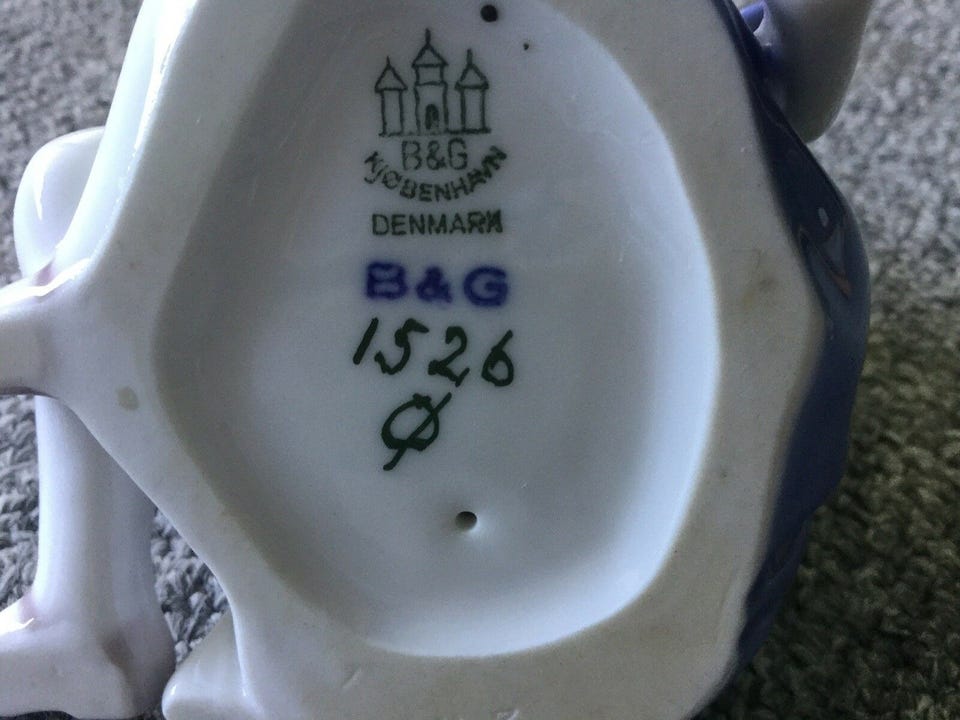 B&G
KJØBENHAVN
DENMARK
B&G
1526
Ø